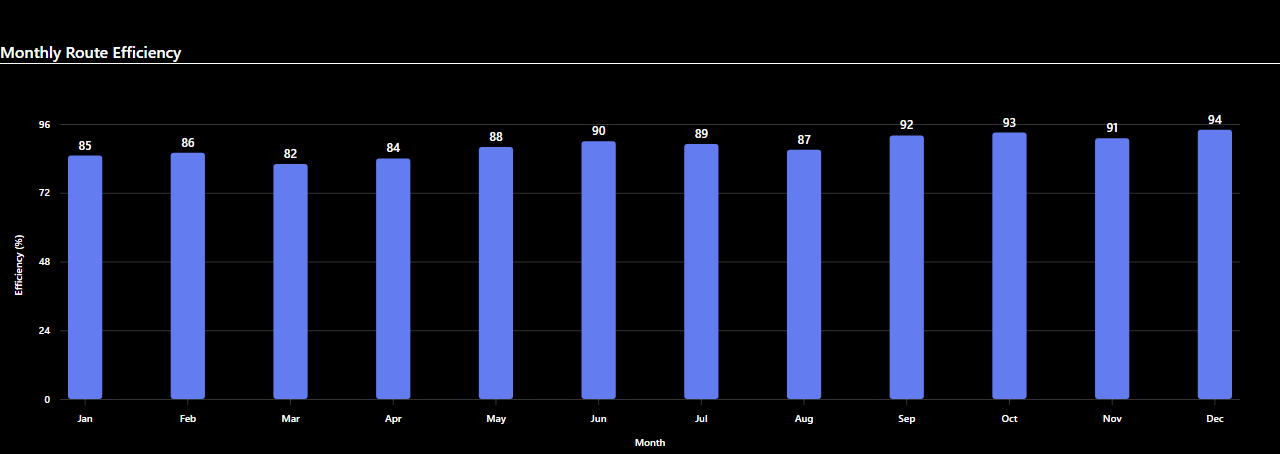 Monthly Route Efficiency
96
72
48
24
0
Efficiency (%)
85 86 82 84 88 90 89 87 92 93 91 94
Jan Feb Mar Apr May Jun Jul Aug Sep Oct Nov Dec
Month